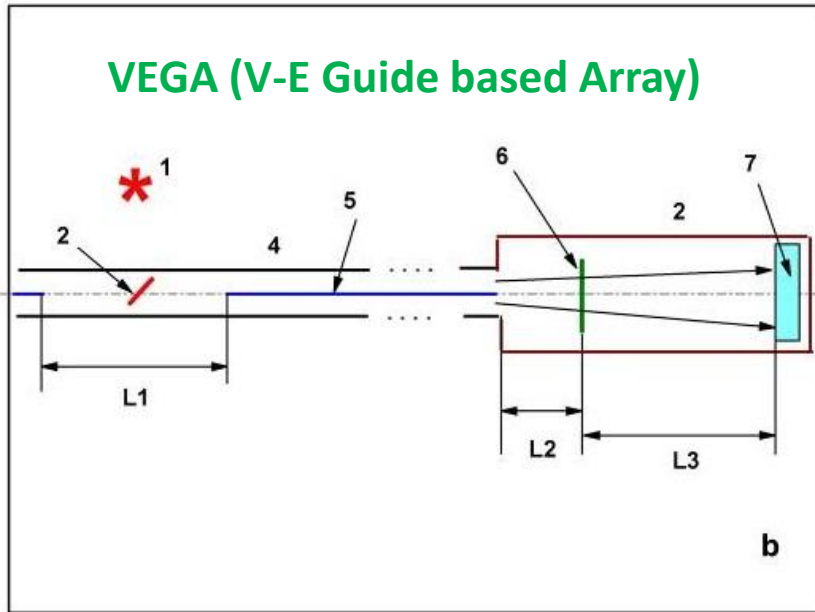 VEGA (V-E Guide based Array)
* 1
6
7
2
4
5
2
. . . .
. . . .
L1
L2
L3
b